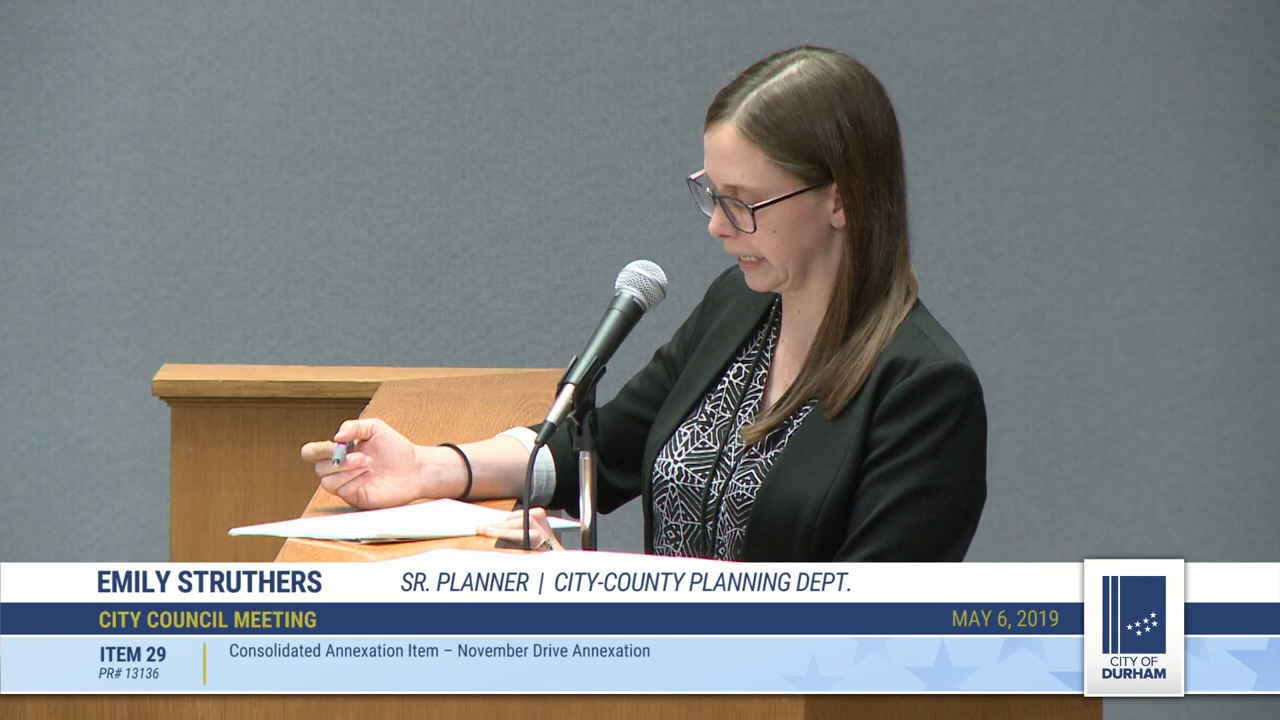 EMILY STRUTHERS SR. PLANNER | CITY-COUNTY PLANNING DEPT.
CITY COUNCIL MEETING MAY 6, 2019
ITEM 29 Consolidated Annexation Item – November Drive Annexation
PR# 13136
CITY OF
DURHAM